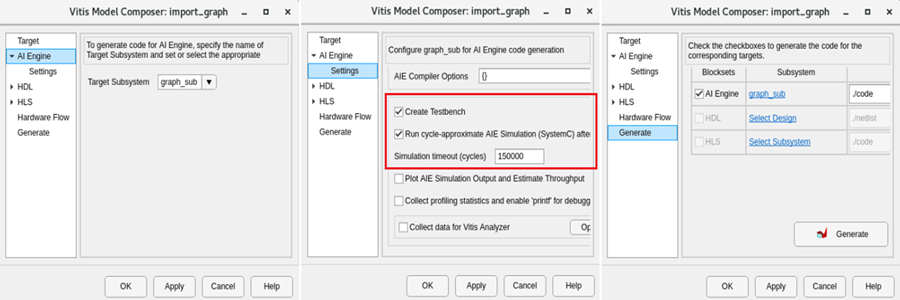 Vitis Model Composer: import_graph
Target
AI Engine
Settings
HDL
HLS
Hardware Flow
Generate
To generate code for AI Engine, specify the name of
Target Subsystem and set or select the appropriate
Target Subsystem graph_sub
OK Apply Cancel Help
Vitis Model Composer: import_graph
Target
AI Engine
Settings
HDL
HLS
Hardware Flow
Generate
Configure graph_sub for AI Engine code generation
AIE Compiler Options {}
Create Testbench
Run cycle-approximate AIE Simulation (SystemC) after
Simulation timeout (cycles) 150000
Plot AIE Simulation Output and Estimate Throughput
Collect profiling statistics and enable 'printf' for debugg
Collect data for Vitis Analyzer Op
OK Apply Cancel Help
Vitis Model Composer: import_graph
Target
AI Engine
Settings
HDL
HLS
Hardware Flow
Generate
Check the checkboxes to generate the code for the
corresponding targets.
Blocksets Subsystem
AI Engine graph_sub ./code
HDL Select Design ./netlist
HLS Select Subsystem ./code
Generate
OK Apply Cancel Help